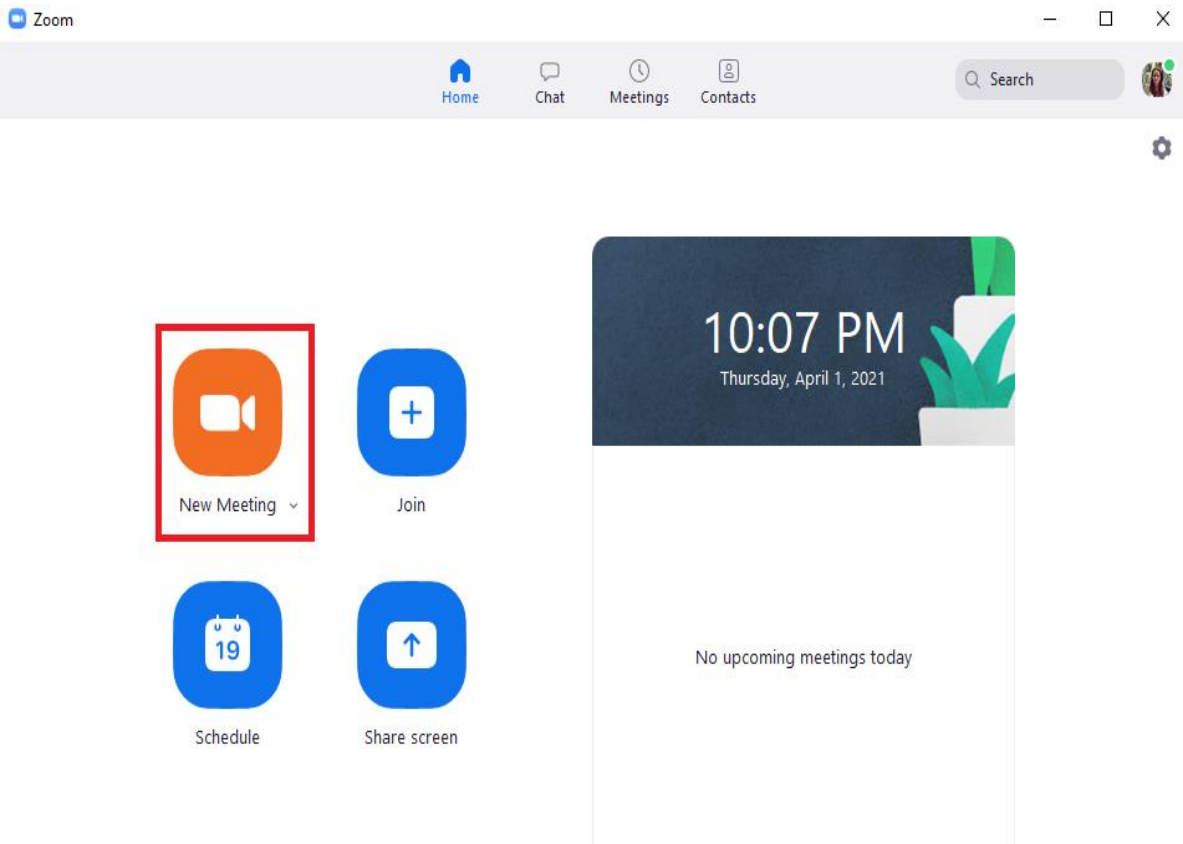 Zoom
Home Chat Meetings Contacts Search
10:07 PM
Thursday, April 1, 2021
New Meeting Join
19
Schedule Share screen
No upcoming meetings today